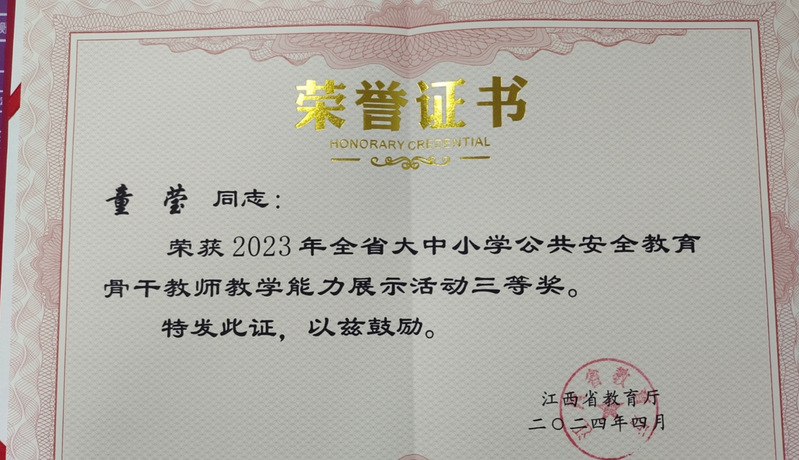 荣誉证书
HONORARY CREDENTIAL
童 莹 同志：
荣获2023年全省大中小学公共安全教育
骨干教师教学能力展示活动三等奖。
特发此证，以兹鼓励。
江西省教育厅
二〇二四年四月